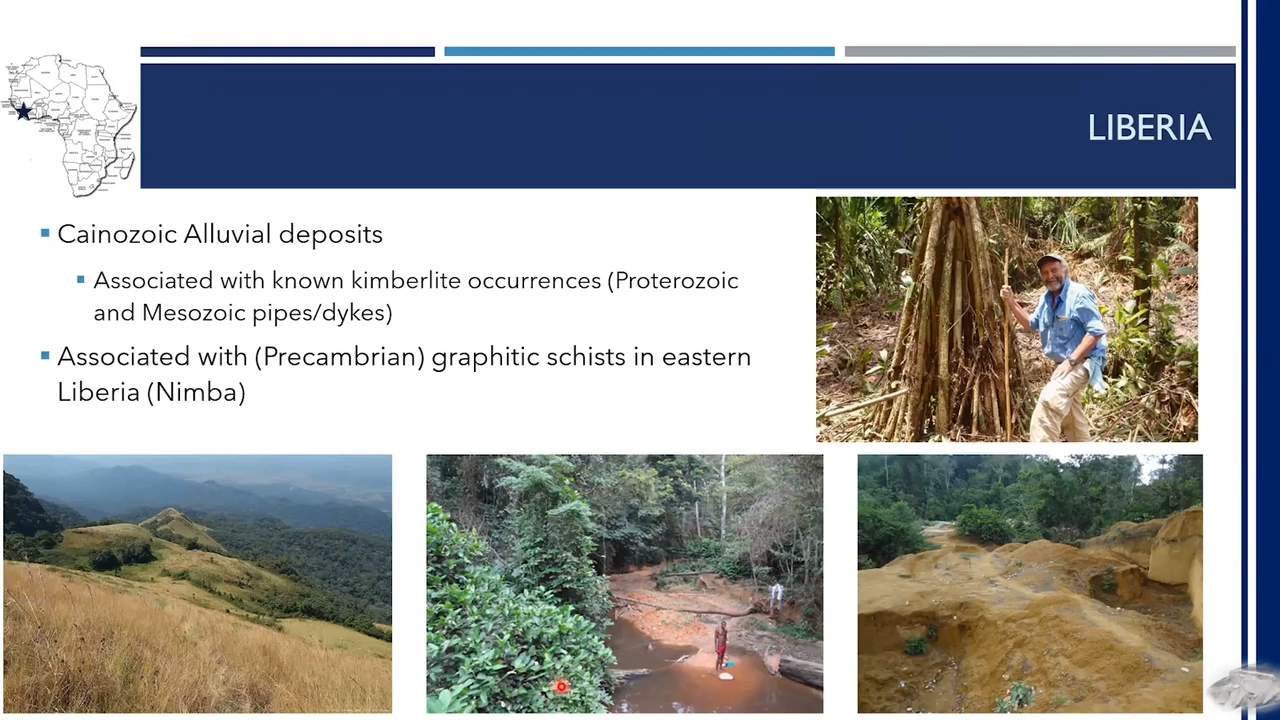 LIBERIA
Cainozoic Alluvial deposits
Associated with known kimberlite occurrences (Proterozoic
and Mesozoic pipes/dykes)
Associated with (Precambrian) graphitic schists in eastern
Liberia (Nimba)